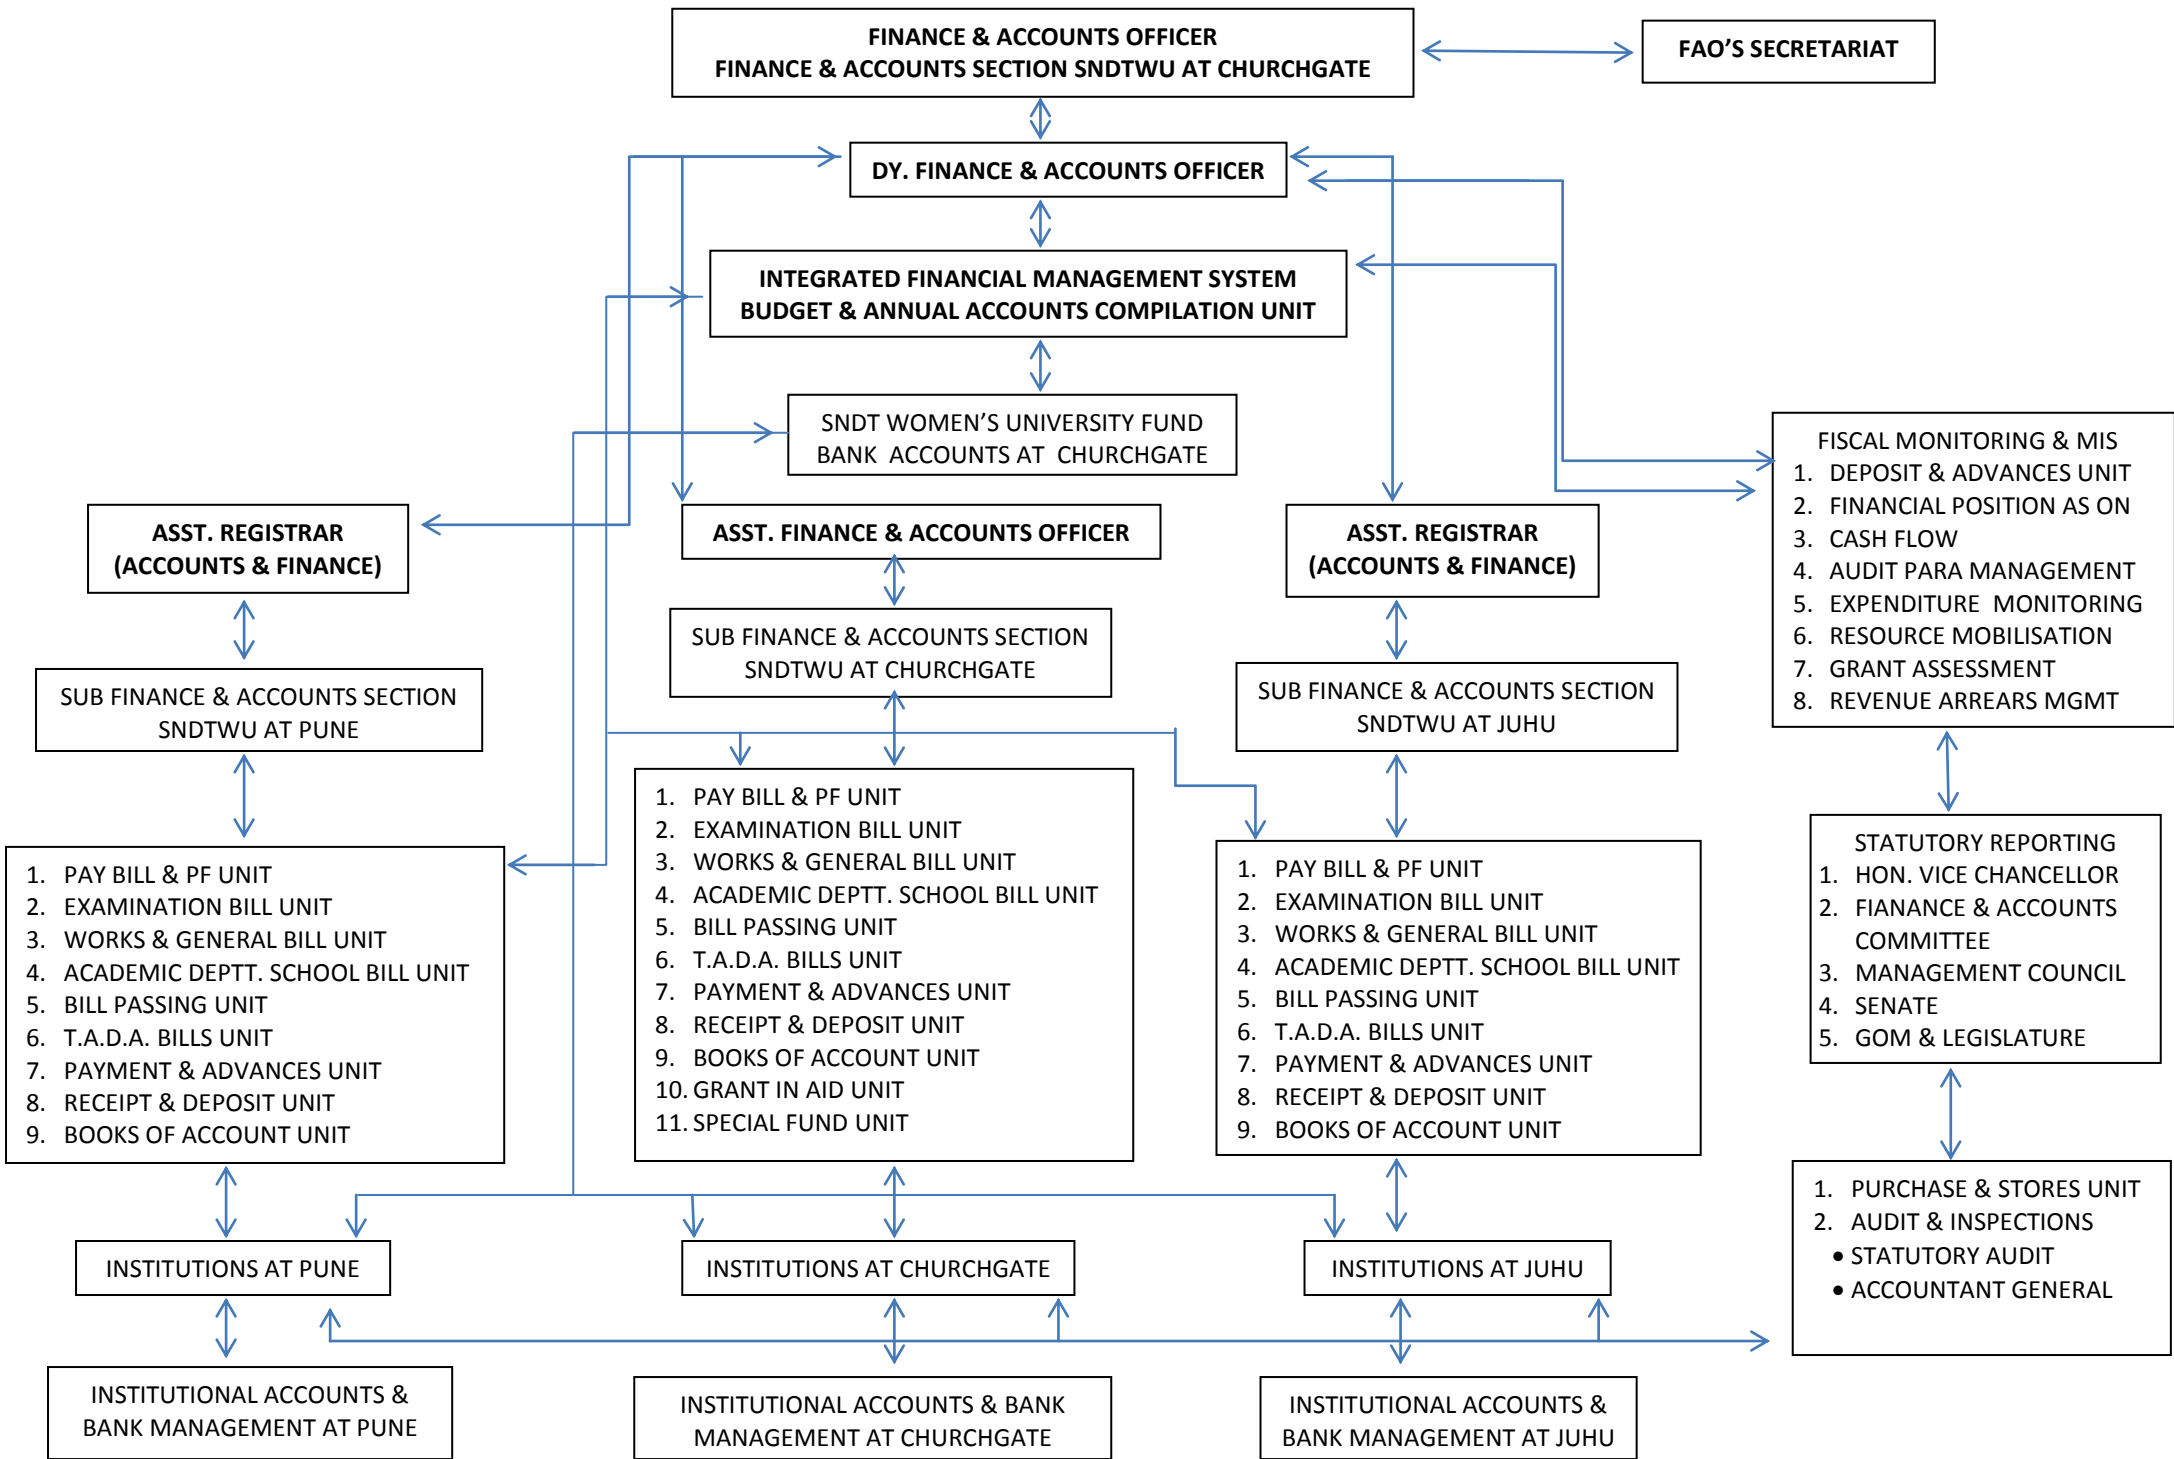 FINANCE & ACCOUNTS OFFICER
FINANCE & ACCOUNTS SECTION SNDTWU AT CHURCHGATE
FAO’S SECRETARIAT
DY. FINANCE & ACCOUNTS OFFICER
INTEGRATED FINANCIAL MANAGEMENT SYSTEM
BUDGET & ANNUAL ACCOUNTS COMPILATION UNIT
SNDT WOMEN’S UNIVERSITY FUND
BANK ACCOUNTS AT CHURCHGATE
ASST. REGISTRAR
(ACCOUNTS & FINANCE)
ASST. FINANCE & ACCOUNTS OFFICER
ASST. REGISTRAR
(ACCOUNTS & FINANCE)
FISCAL MONITORING & MIS
1. DEPOSIT & ADVANCES UNIT
2. FINANCIAL POSITION AS ON
3. CASH FLOW
4. AUDIT PARA MANAGEMENT
5. EXPENDITURE MONITORING
6. RESOURCE MOBILISATION
7. GRANT ASSESSMENT
8. REVENUE ARREARS MGMT
SUB FINANCE & ACCOUNTS SECTION
SNDTWU AT PUNE
SUB FINANCE & ACCOUNTS SECTION
SNDTWU AT CHURCHGATE
SUB FINANCE & ACCOUNTS SECTION
SNDTWU AT JUHU
1. PAY BILL & PF UNIT
2. EXAMINATION BILL UNIT
3. WORKS & GENERAL BILL UNIT
4. ACADEMIC DEPTT. SCHOOL BILL UNIT
5. BILL PASSING UNIT
6. T.A.D.A. BILLS UNIT
7. PAYMENT & ADVANCES UNIT
8. RECEIPT & DEPOSIT UNIT
9. BOOKS OF ACCOUNT UNIT
1. PAY BILL & PF UNIT
2. EXAMINATION BILL UNIT
3. WORKS & GENERAL BILL UNIT
4. ACADEMIC DEPTT. SCHOOL BILL UNIT
5. BILL PASSING UNIT
6. T.A.D.A. BILLS UNIT
7. PAYMENT & ADVANCES UNIT
8. RECEIPT & DEPOSIT UNIT
9. BOOKS OF ACCOUNT UNIT
10. GRANT IN AID UNIT
11. SPECIAL FUND UNIT
1. PAY BILL & PF UNIT
2. EXAMINATION BILL UNIT
3. WORKS & GENERAL BILL UNIT
4. ACADEMIC DEPTT. SCHOOL BILL UNIT
5. BILL PASSING UNIT
6. T.A.D.A. BILLS UNIT
7. PAYMENT & ADVANCES UNIT
8. RECEIPT & DEPOSIT UNIT
9. BOOKS OF ACCOUNT UNIT
STATUTORY REPORTING
1. HON. VICE CHANCELLOR
2. FIANANCE & ACCOUNTS
COMMITTEE
3. MANAGEMENT COUNCIL
4. SENATE
5. GOM & LEGISLATURE
INSTITUTIONS AT PUNE
INSTITUTIONS AT CHURCHGATE
INSTITUTIONS AT JUHU
1. PURCHASE & STORES UNIT
2. AUDIT & INSPECTIONS
• STATUTORY AUDIT
• ACCOUNTANT GENERAL
INSTITUTIONAL ACCOUNTS &
BANK MANAGEMENT AT PUNE
INSTITUTIONAL ACCOUNTS & BANK
MANAGEMENT AT CHURCHGATE
INSTITUTIONAL ACCOUNTS &
BANK MANAGEMENT AT JUHU